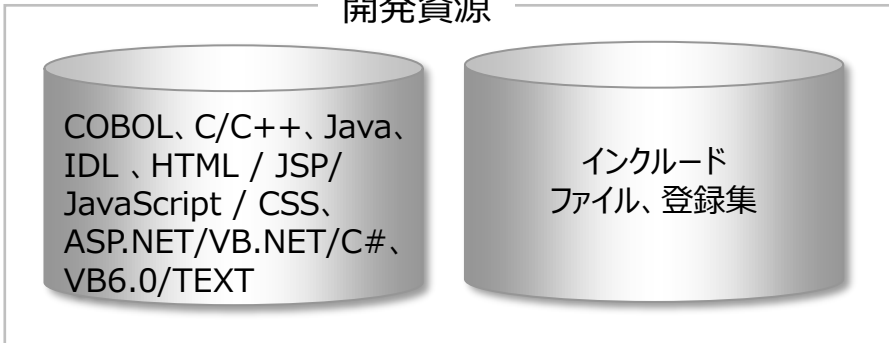 開発資源
COBOL、C/C++、Java、
IDL 、HTML / JSP/
JavaScript / CSS、
ASP.NET/VB.NET/C#、
VB6.0/TEXT
インクルード
ファイル、登録集